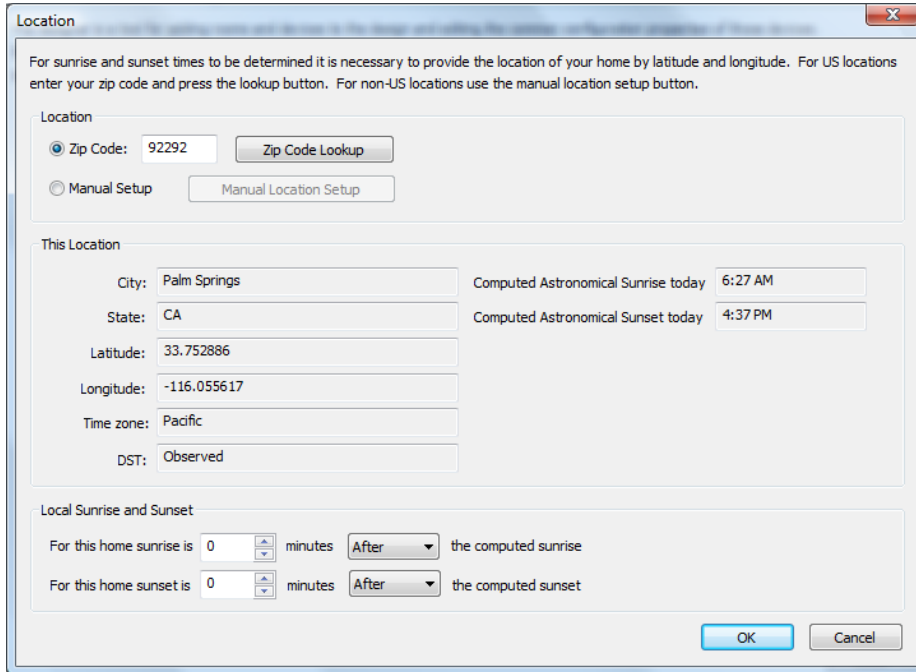 Location
For sunrise and sunset times to be determined it is necessary to provide the location of your home by latitude and longitude. For US locations
enter your zip code and press the lookup button. For non-US locations use the manual location setup button.
Location
Zip Code: 92292 Zip Code Lookup
Manual Setup Manual Location Setup
This Location
City: Palm Springs Computed Astronomical Sunrise today 6:27 AM
State: CA Computed Astronomical Sunset today 4:37 PM
Latitude: 33.752886
Longitude: -116.055617
Time zone: Pacific
DST: Observed
Local Sunrise and Sunset
For this home sunrise is 0 minutes After the computed sunrise
For this home sunset is 0 minutes After the computed sunset
OK Cancel